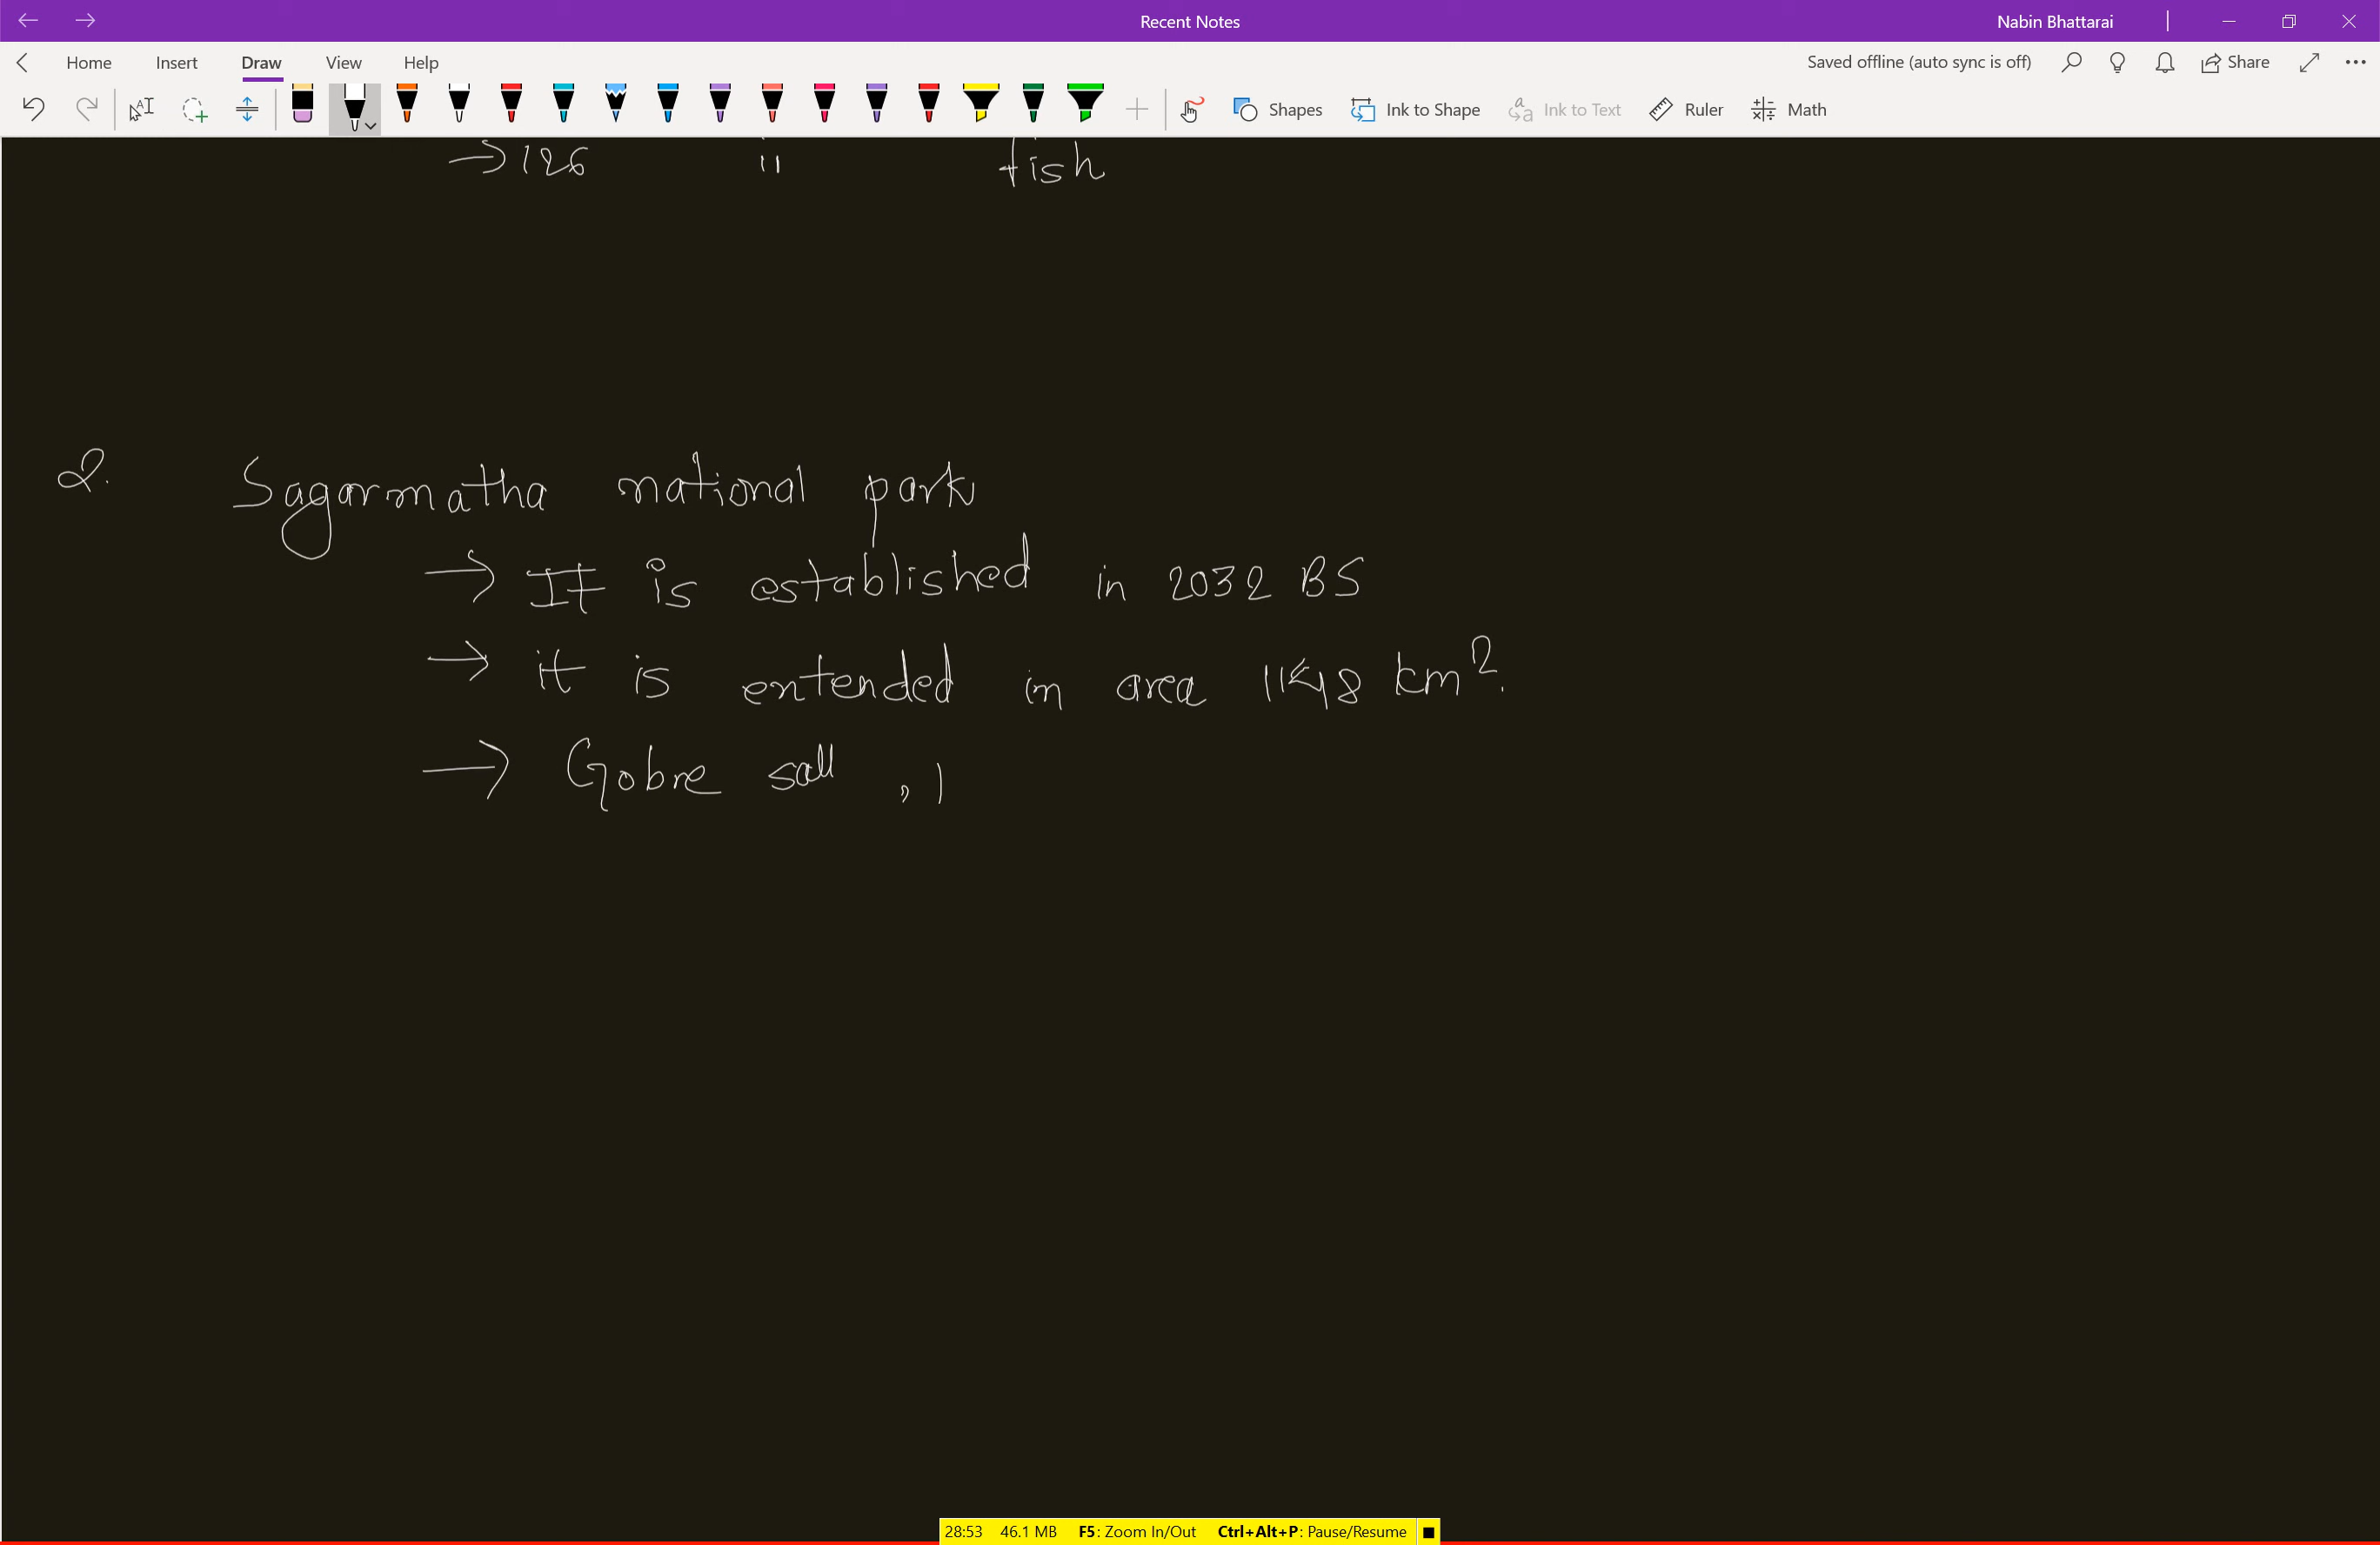 Recent Notes Nabin Bhattarai
Home Insert Draw View Help Saved offline (auto sync is off) Share
Shapes Ink to Shape Ink to Text Ruler Math
→ 126 " fish
2. Sagarmatha national park
→ It is established in 2032 BS
→ it is extended in area 1148 km².
→ Gobre sall ,
28:53 46.1 MB F5: Zoom In/Out Ctrl+Alt+P: Pause/Resume